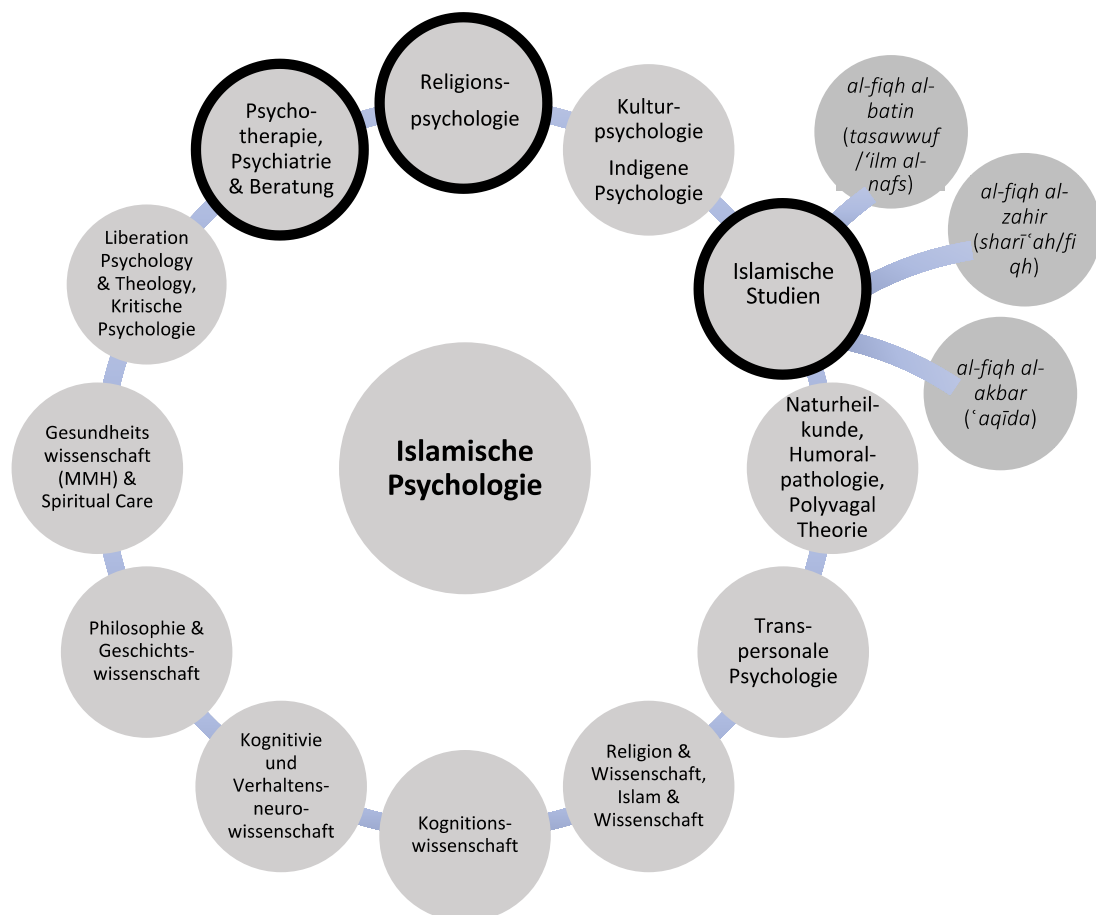 Religions-
psychologie
Kultur-
psychologie
Indigene
Psychologie
al-fiqh al-
batin
(tasawwuf
/ʻilm al-
nafs)
al-fiqh al-
zahir
(sharīʿah/fi
qh)
al-fiqh al-
akbar
(ʿaqīda)
Islamische
Studien
Naturheil-
kunde,
Humoral-
pathologie,
Polyvagal
Theorie
Trans-
personale
Psychologie
Religion &
Wissenschaft,
Islam &
Wissenschaft
Kognitions-
wissenschaft
Kognitivie
und
Verhaltens-
neuro-
wissenschaft
Philosophie &
Geschichts-
wissenschaft
Gesundheits
wissenschaft
(MMH) &
Spiritual Care
Liberation
Psychology
& Theology,
Kritische
Psychologie
Psycho-
therapie,
Psychiatrie
& Beratung
Islamische
Psychologie